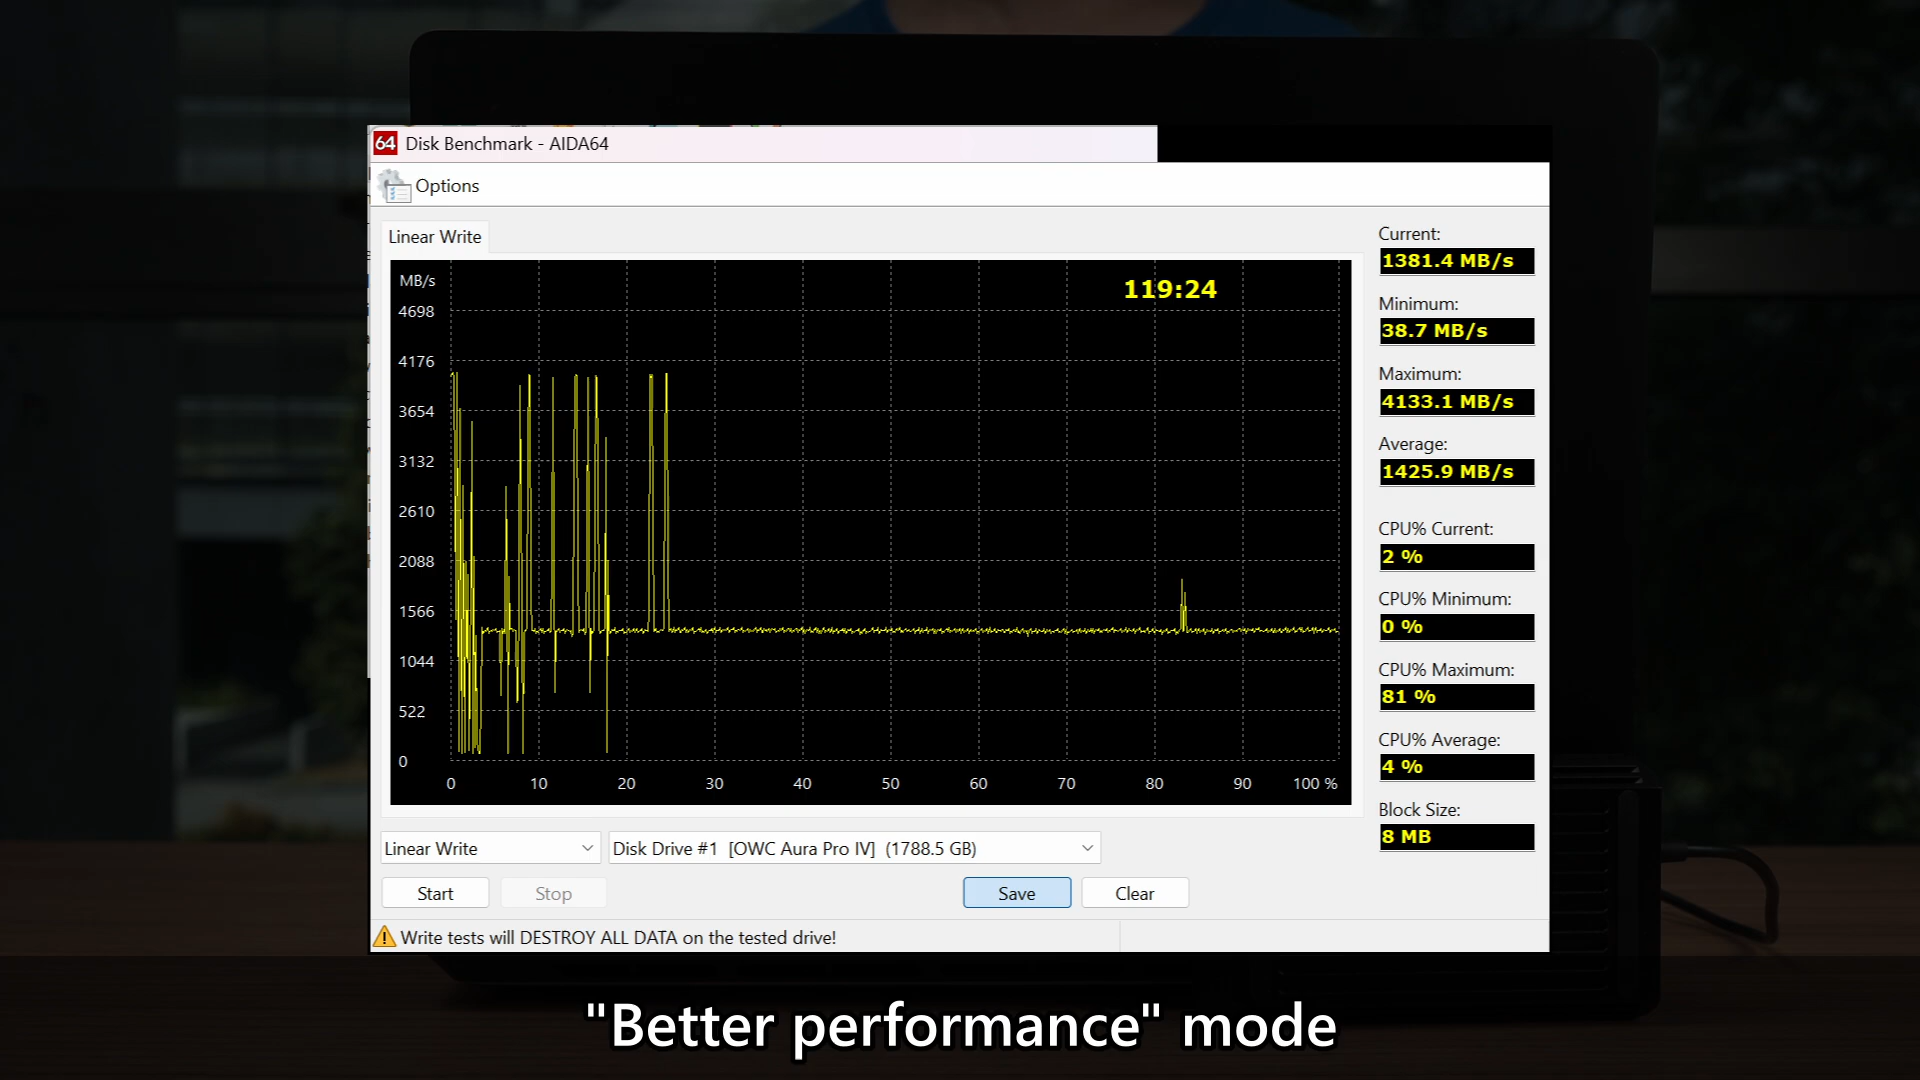 64 Disk Benchmark - AIDA64
Options
Linear Write
MB/s
4698
4176
3654
3132
2610
2088
1566
1044
522
0
0 10 20 30 40 50 60 70 80 90 100 %
119:24
Current:
1381.4 MB/s
Minimum:
38.7 MB/s
Maximum:
4133.1 MB/s
Average:
1425.9 MB/s
CPU% Current:
2 %
CPU% Minimum:
0 %
CPU% Maximum:
81 %
CPU% Average:
4 %
Block Size:
8 MB
Linear Write Disk Drive #1 [OWC Aura Pro IV] (1788.5 GB)
Start Stop Save Clear
Write tests will DESTROY ALL DATA on the tested drive!
"Better performance" mode